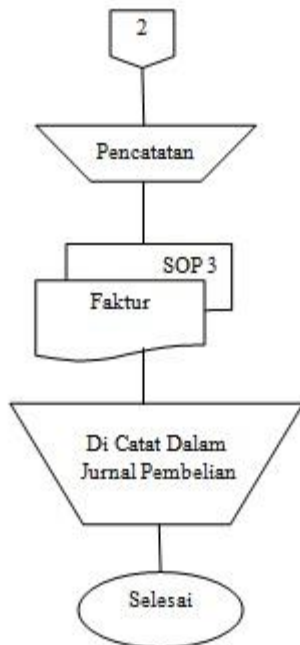 2
Pencatatan
SOP 3
Faktur
Di Catat Dalam
Jurnal Pembelian
Selesai